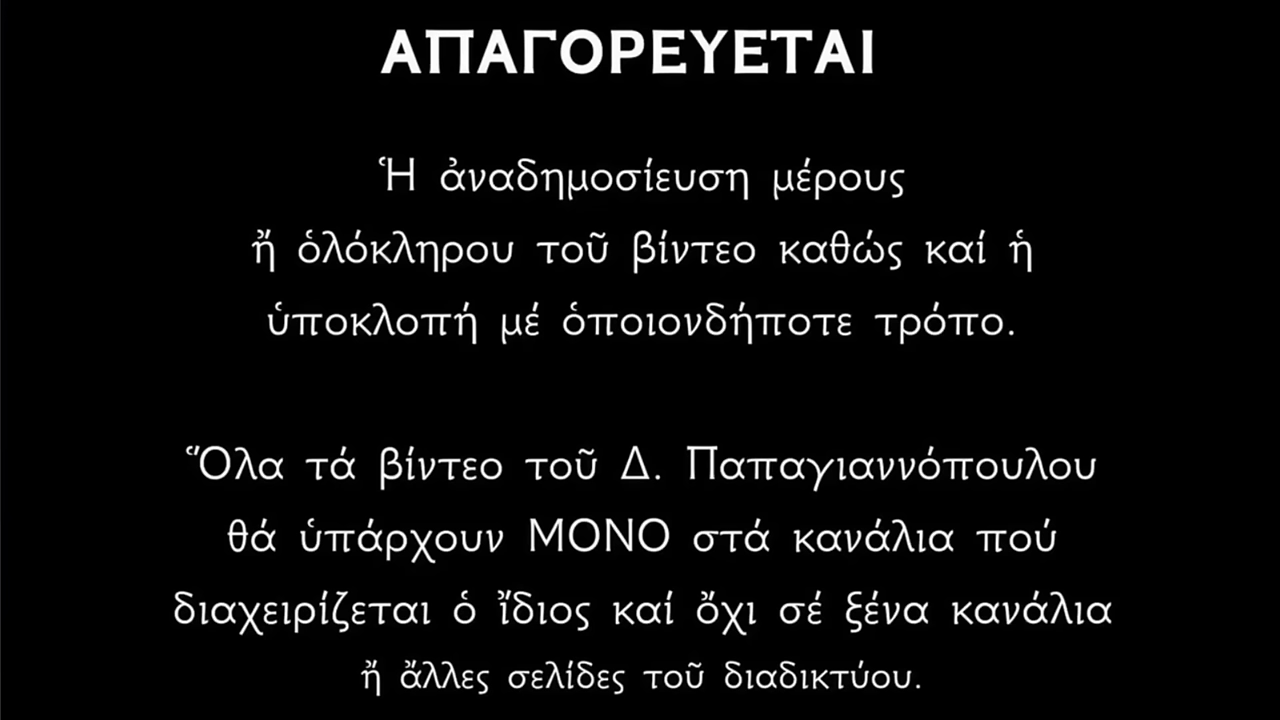 ΑΠΑΓΟΡΕΥΕΤΑΙ
Ἡ ἀναδημοσίευση μέρους
ἤ ὁλόκληρου τοῦ βίντεο καθώς καί ἡ
ὑποκλοπή μέ ὁποιονδήποτε τρόπο.
Ὅλα τά βίντεο τοῦ Δ. Παπαγιαννόπουλου
θά ὑπάρχουν ΜΟΝΟ στά κανάλια πού
διαχειρίζεται ὁ ἴδιος καί ὄχι σέ ξένα κανάλια
ἤ ἄλλες σελίδες τοῦ διαδικτύου.